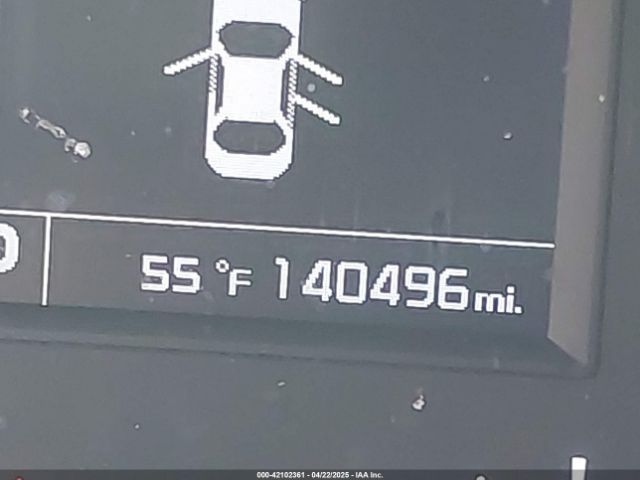 55 °F 140496 mi.
000-42102361 - 04/22/2025 - IAA Inc.